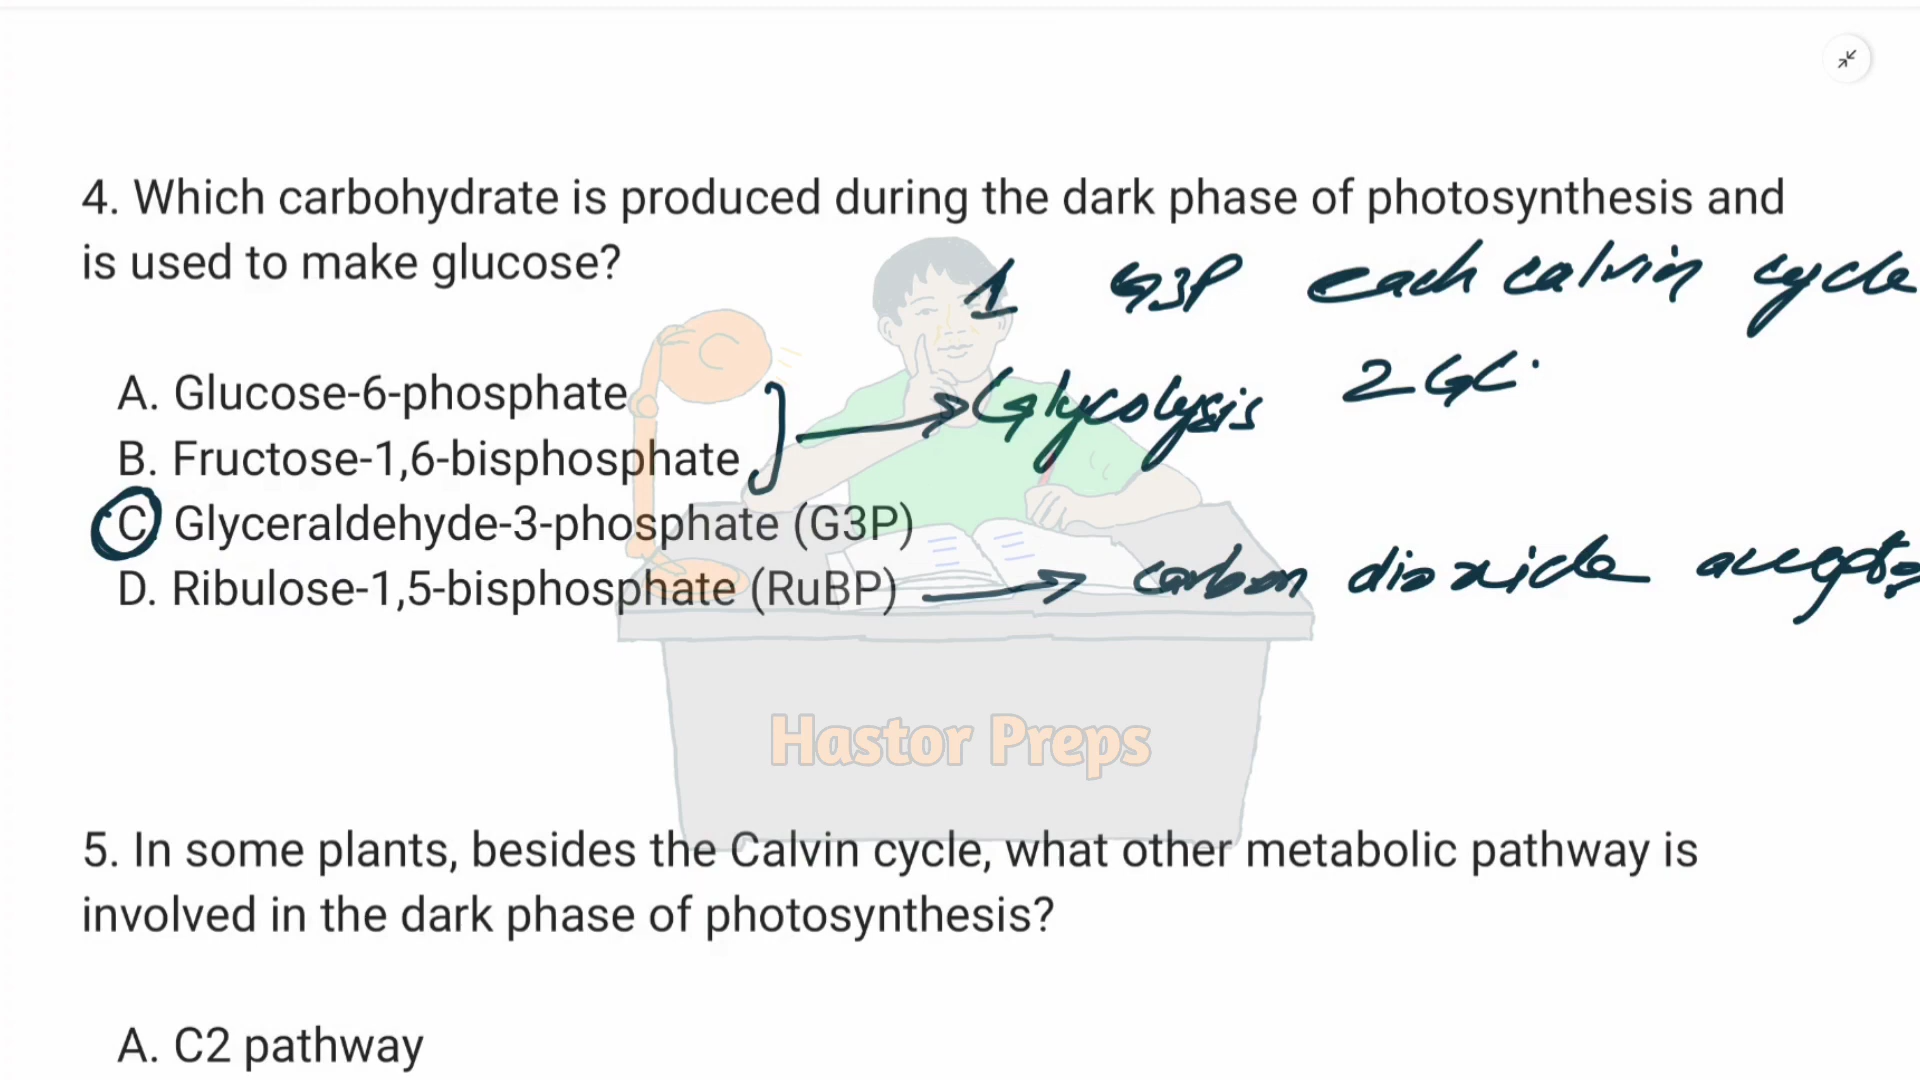 4. Which carbohydrate is produced during the dark phase of photosynthesis and
is used to make glucose?
1 G3P each calvin cycle
A. Glucose-6-phosphate
Glycolysis
B. Fructose-1,6-bisphosphate
C Glyceraldehyde-3-phosphate (G3P)
D. Ribulose-1,5-bisphosphate (RuBP)
carbon dioxide
Hastor Preps
5. In some plants, besides the Calvin cycle, what other metabolic pathway is
involved in the dark phase of photosynthesis?
A. C2 pathway